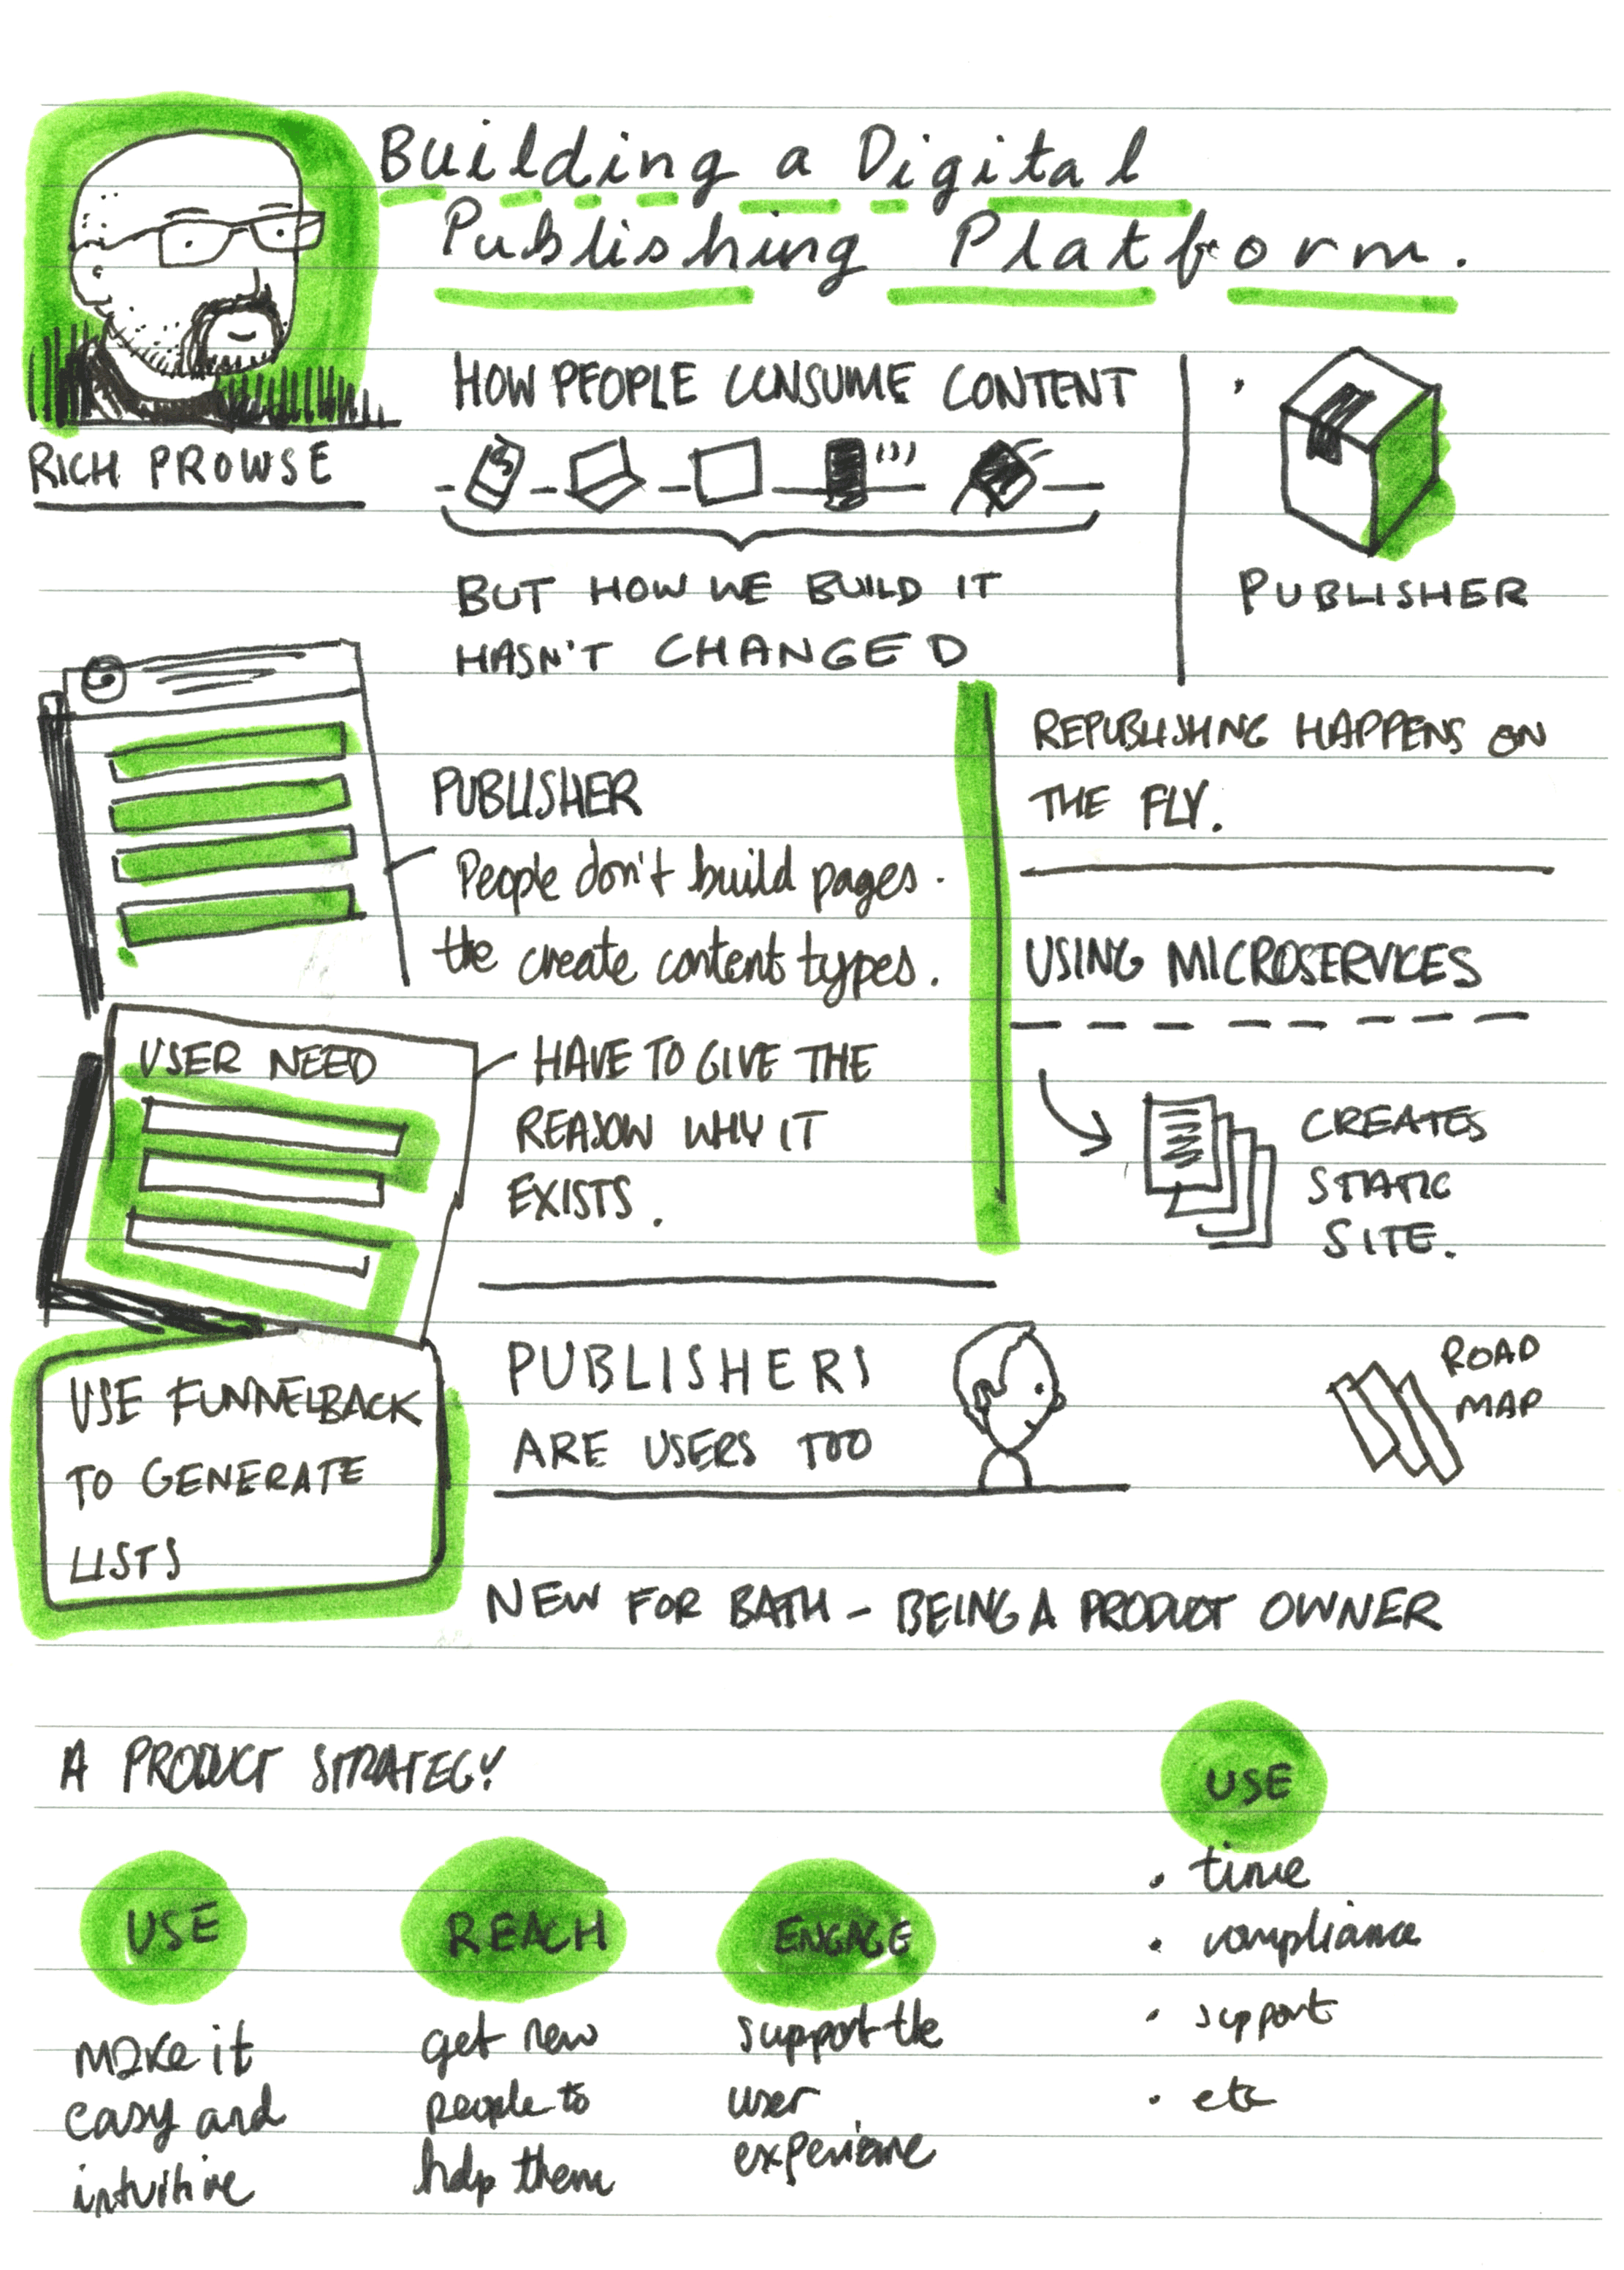 Building a Digital
Publishing Platform.
RICH PROWSE
HOW PEOPLE CONSUME CONTENT
BUT HOW WE BUILD IT
HASN'T CHANGED
PUBLISHER
PUBLISHER
People don't build pages.
the create content types.
REPUBLISHING HAPPENS ON
THE FLY.
USING MICROSERVICES
CREATES
STATIC
SITE.
USER NEED
HAVE TO GIVE THE
REASON WHY IT
EXISTS.
USE FUNNELBACK
TO GENERATE
LISTS
PUBLISHERS
ARE USERS TOO
ROAD
MAP
NEW FOR BATH - BEING A PRODUCT OWNER
A PRODUCT STRATEGY
USE
make it
easy and
intuitive
REACH
get new
people to
help them
ENGAGE
support the
user
experience
USE
• time
• compliance
• support
• etc